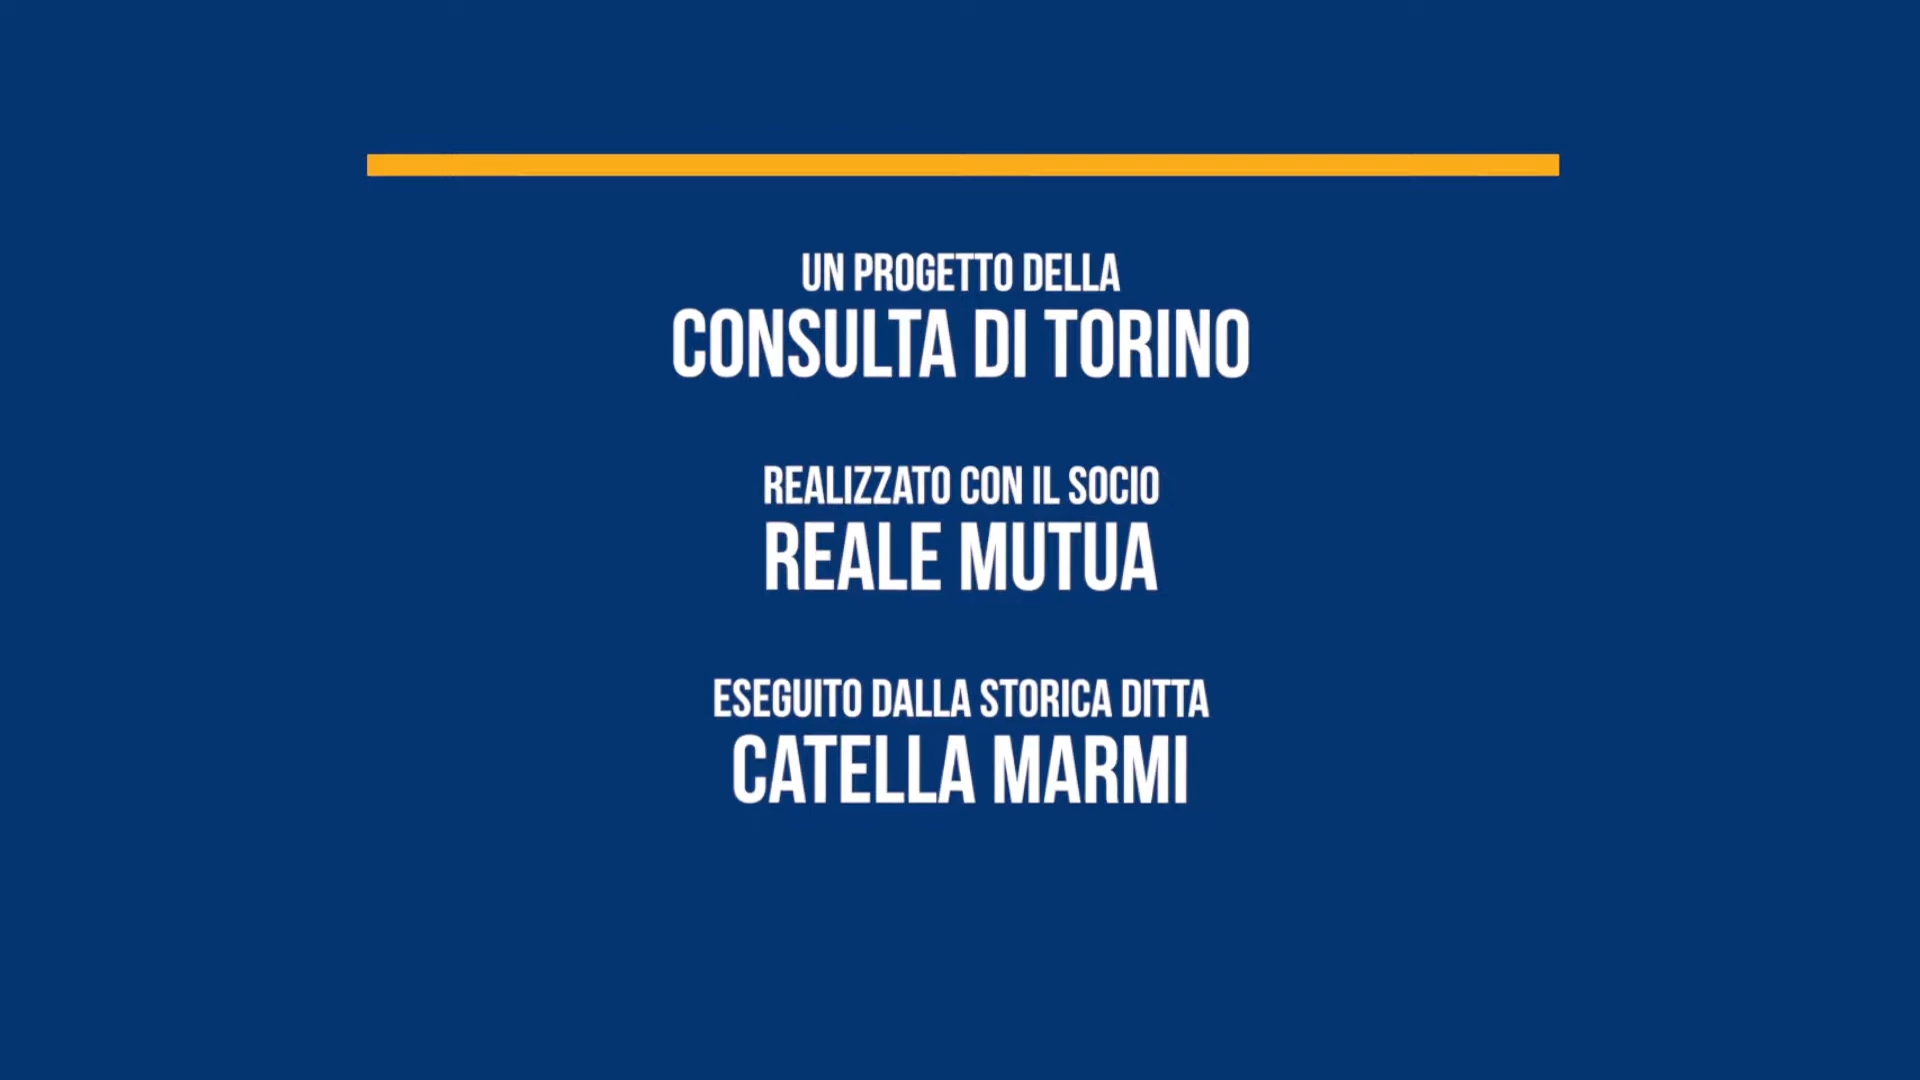 UN PROGETTO DELLA
CONSULTA DI TORINO
REALIZZATO CON IL SOCIO
REALE MUTUA
ESEGUITO DALLA STORICA DITTA
CATELLA MARMI